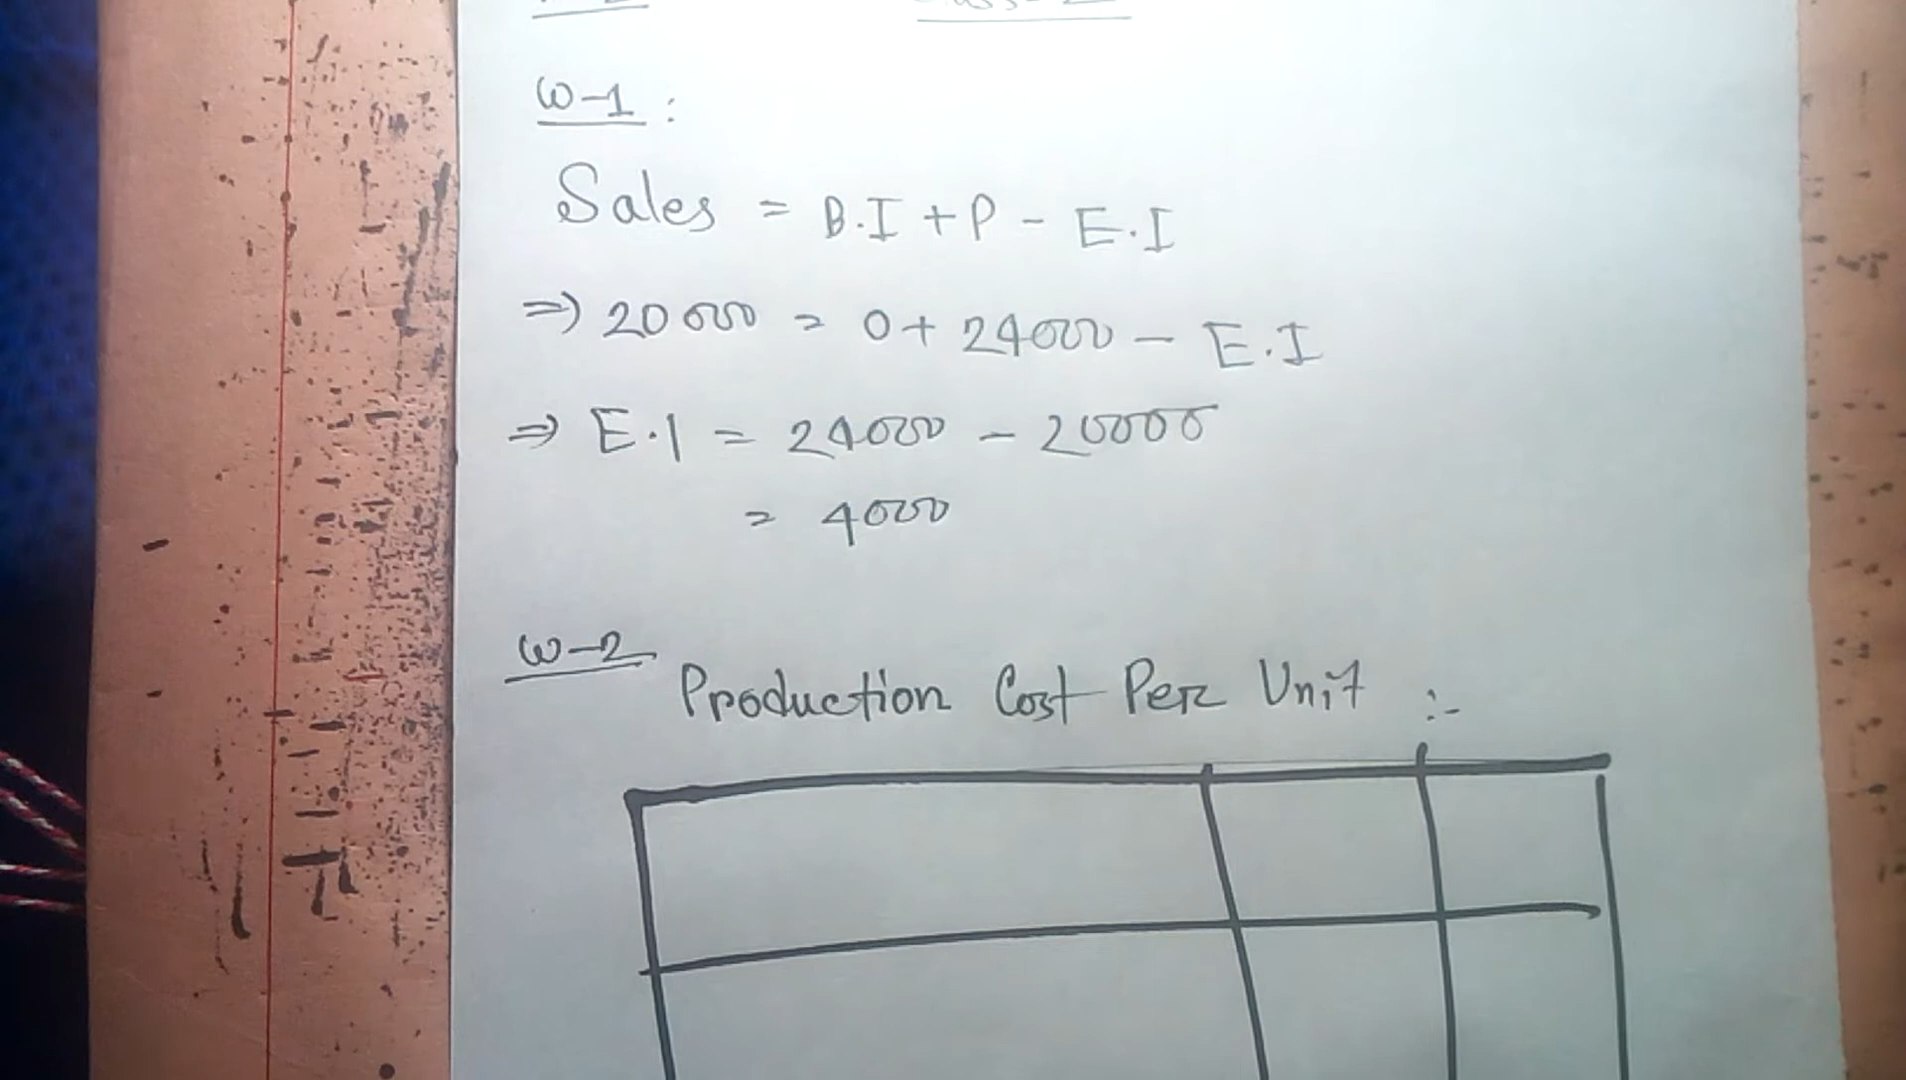 W-1 :
Sales = B.I + P - E.I
⇒ 20000 = 0 + 24000 - E.I
⇒ E.I = 24000 - 20000
= 4000
W-2
Production Cost Per Unit :-